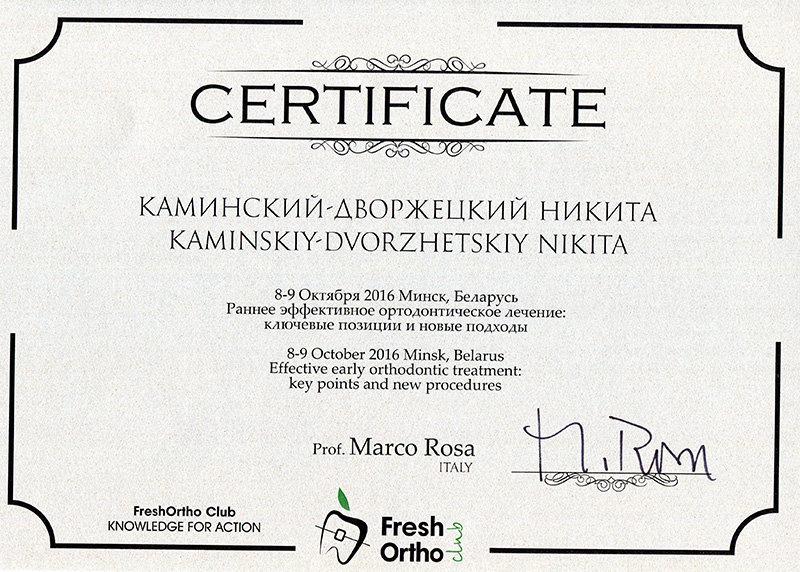 CERTIFICATE
КАМИНСКИЙ-ДВОРЖЕЦКИЙ НИКИТА
KAMINSKIY-DVORZHETSKIY NIKITA
8-9 Октября 2016 Минск, Беларусь
Раннее эффективное ортодонтическое лечение:
ключевые позиции и новые подходы
8-9 October 2016 Minsk, Belarus
Effective early orthodontic treatment:
key points and new procedures
Prof. Marco Rosa
ITALY
M. Rosa
FreshOrtho Club
KNOWLEDGE FOR ACTION
Fresh
Ortho
club